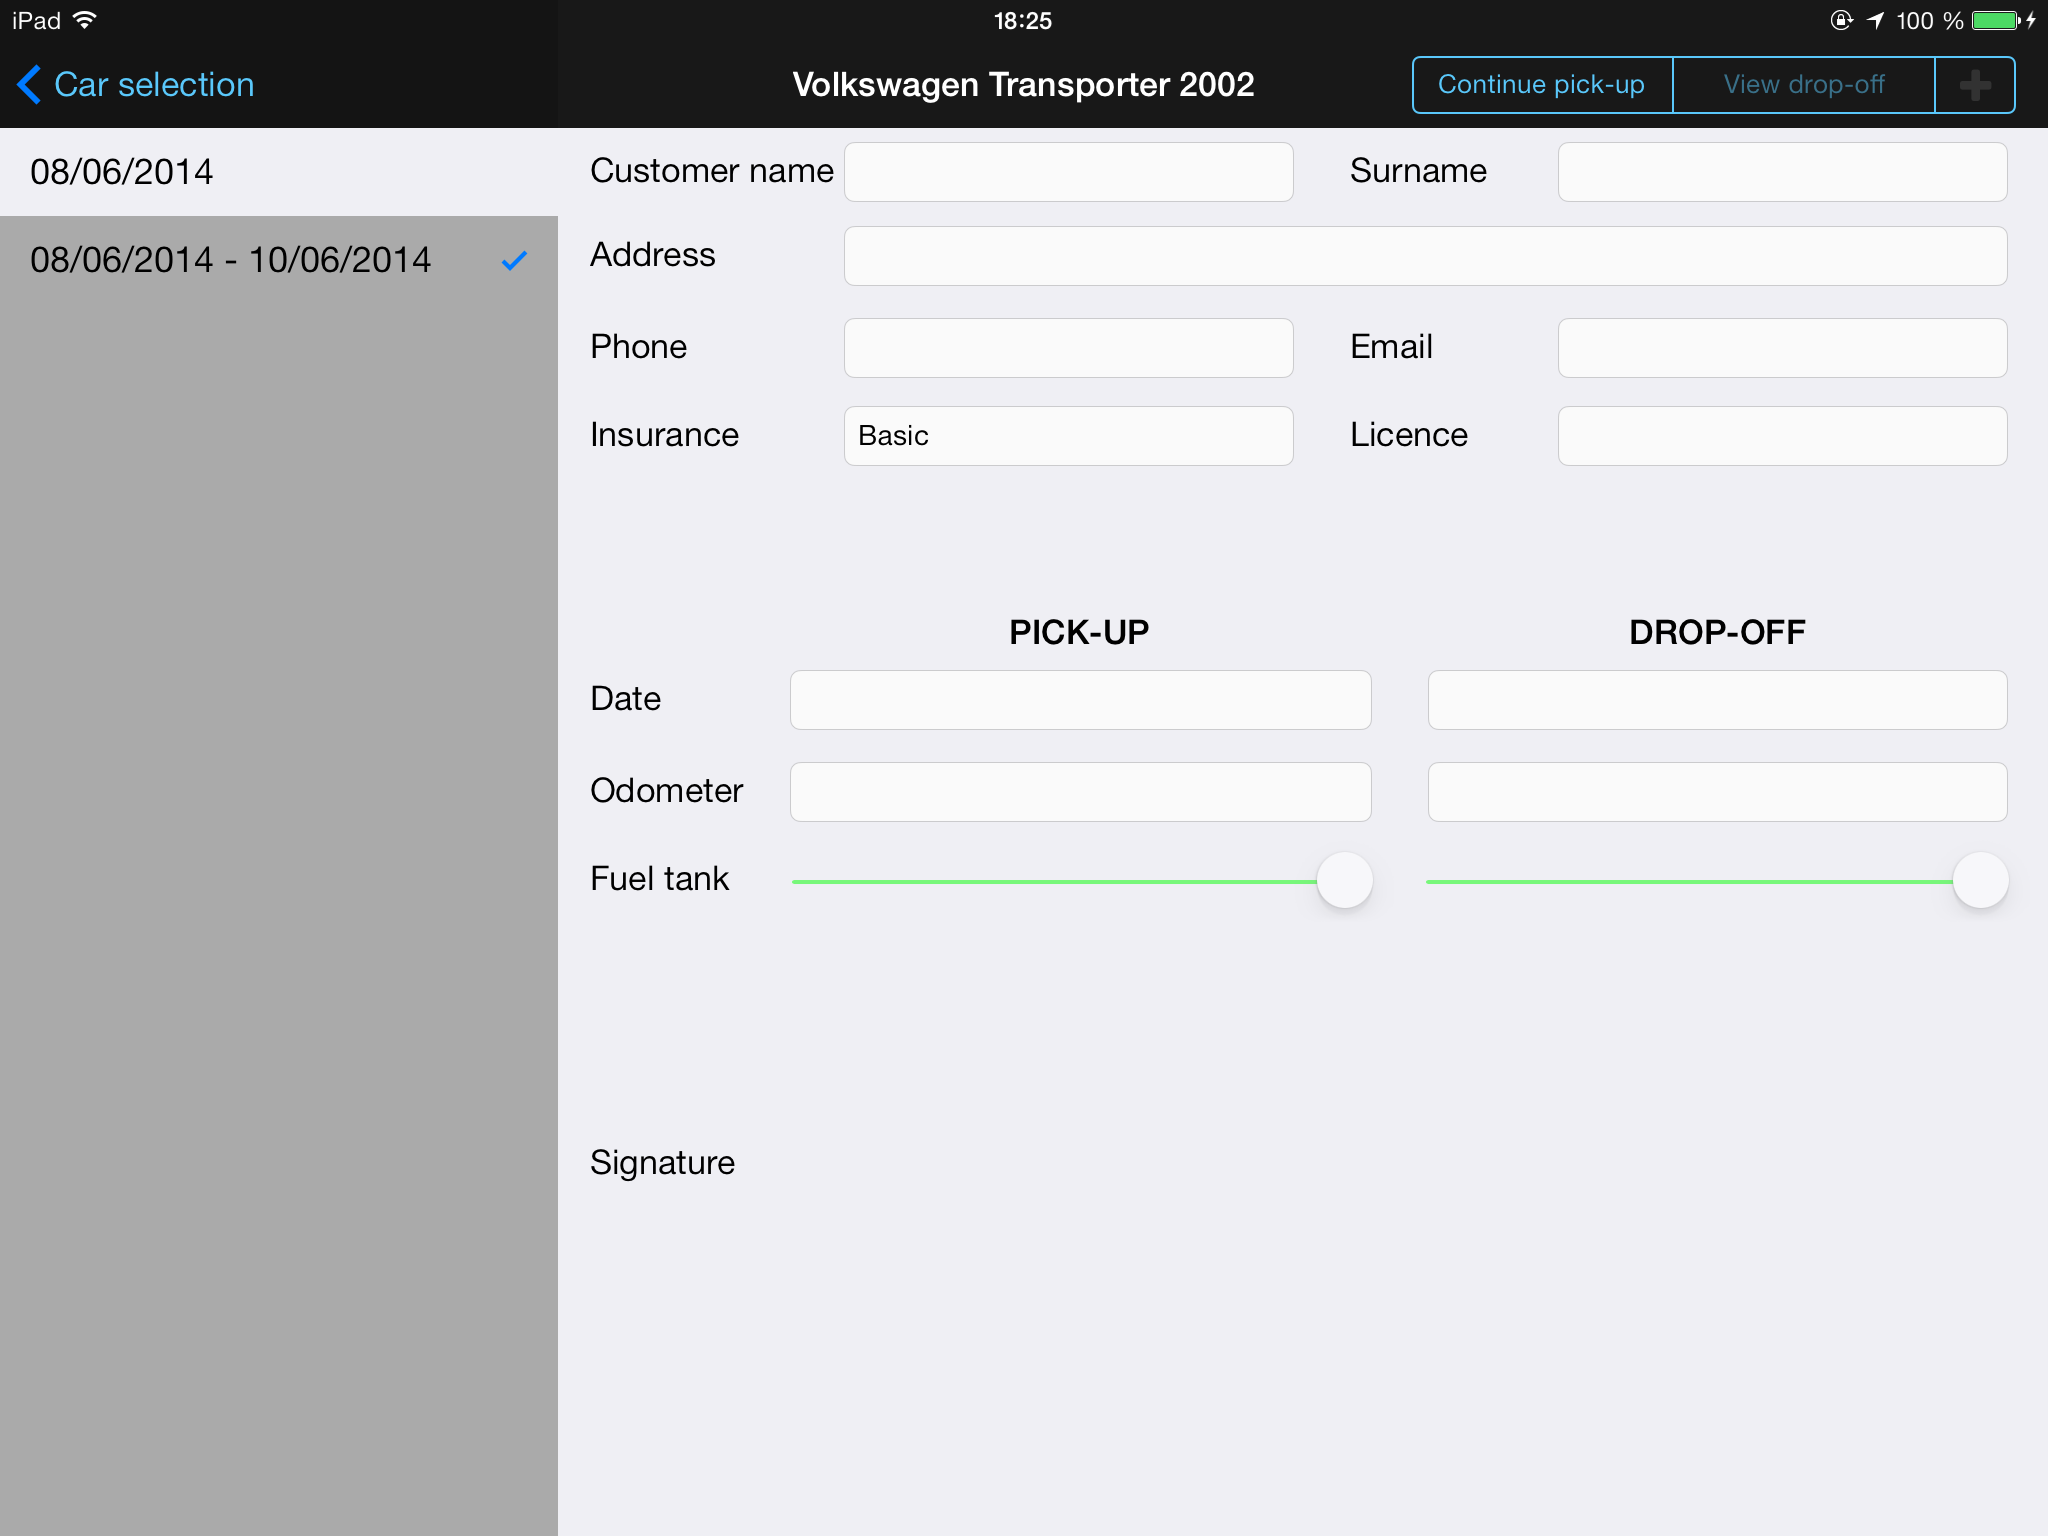 iPad 18:25 100 %
Car selection Volkswagen Transporter 2002 Continue pick-up View drop-off
08/06/2014
08/06/2014 - 10/06/2014
Customer name Surname
Address
Phone Email
Insurance Basic Licence
PICK-UP DROP-OFF
Date
Odometer
Fuel tank
Signature